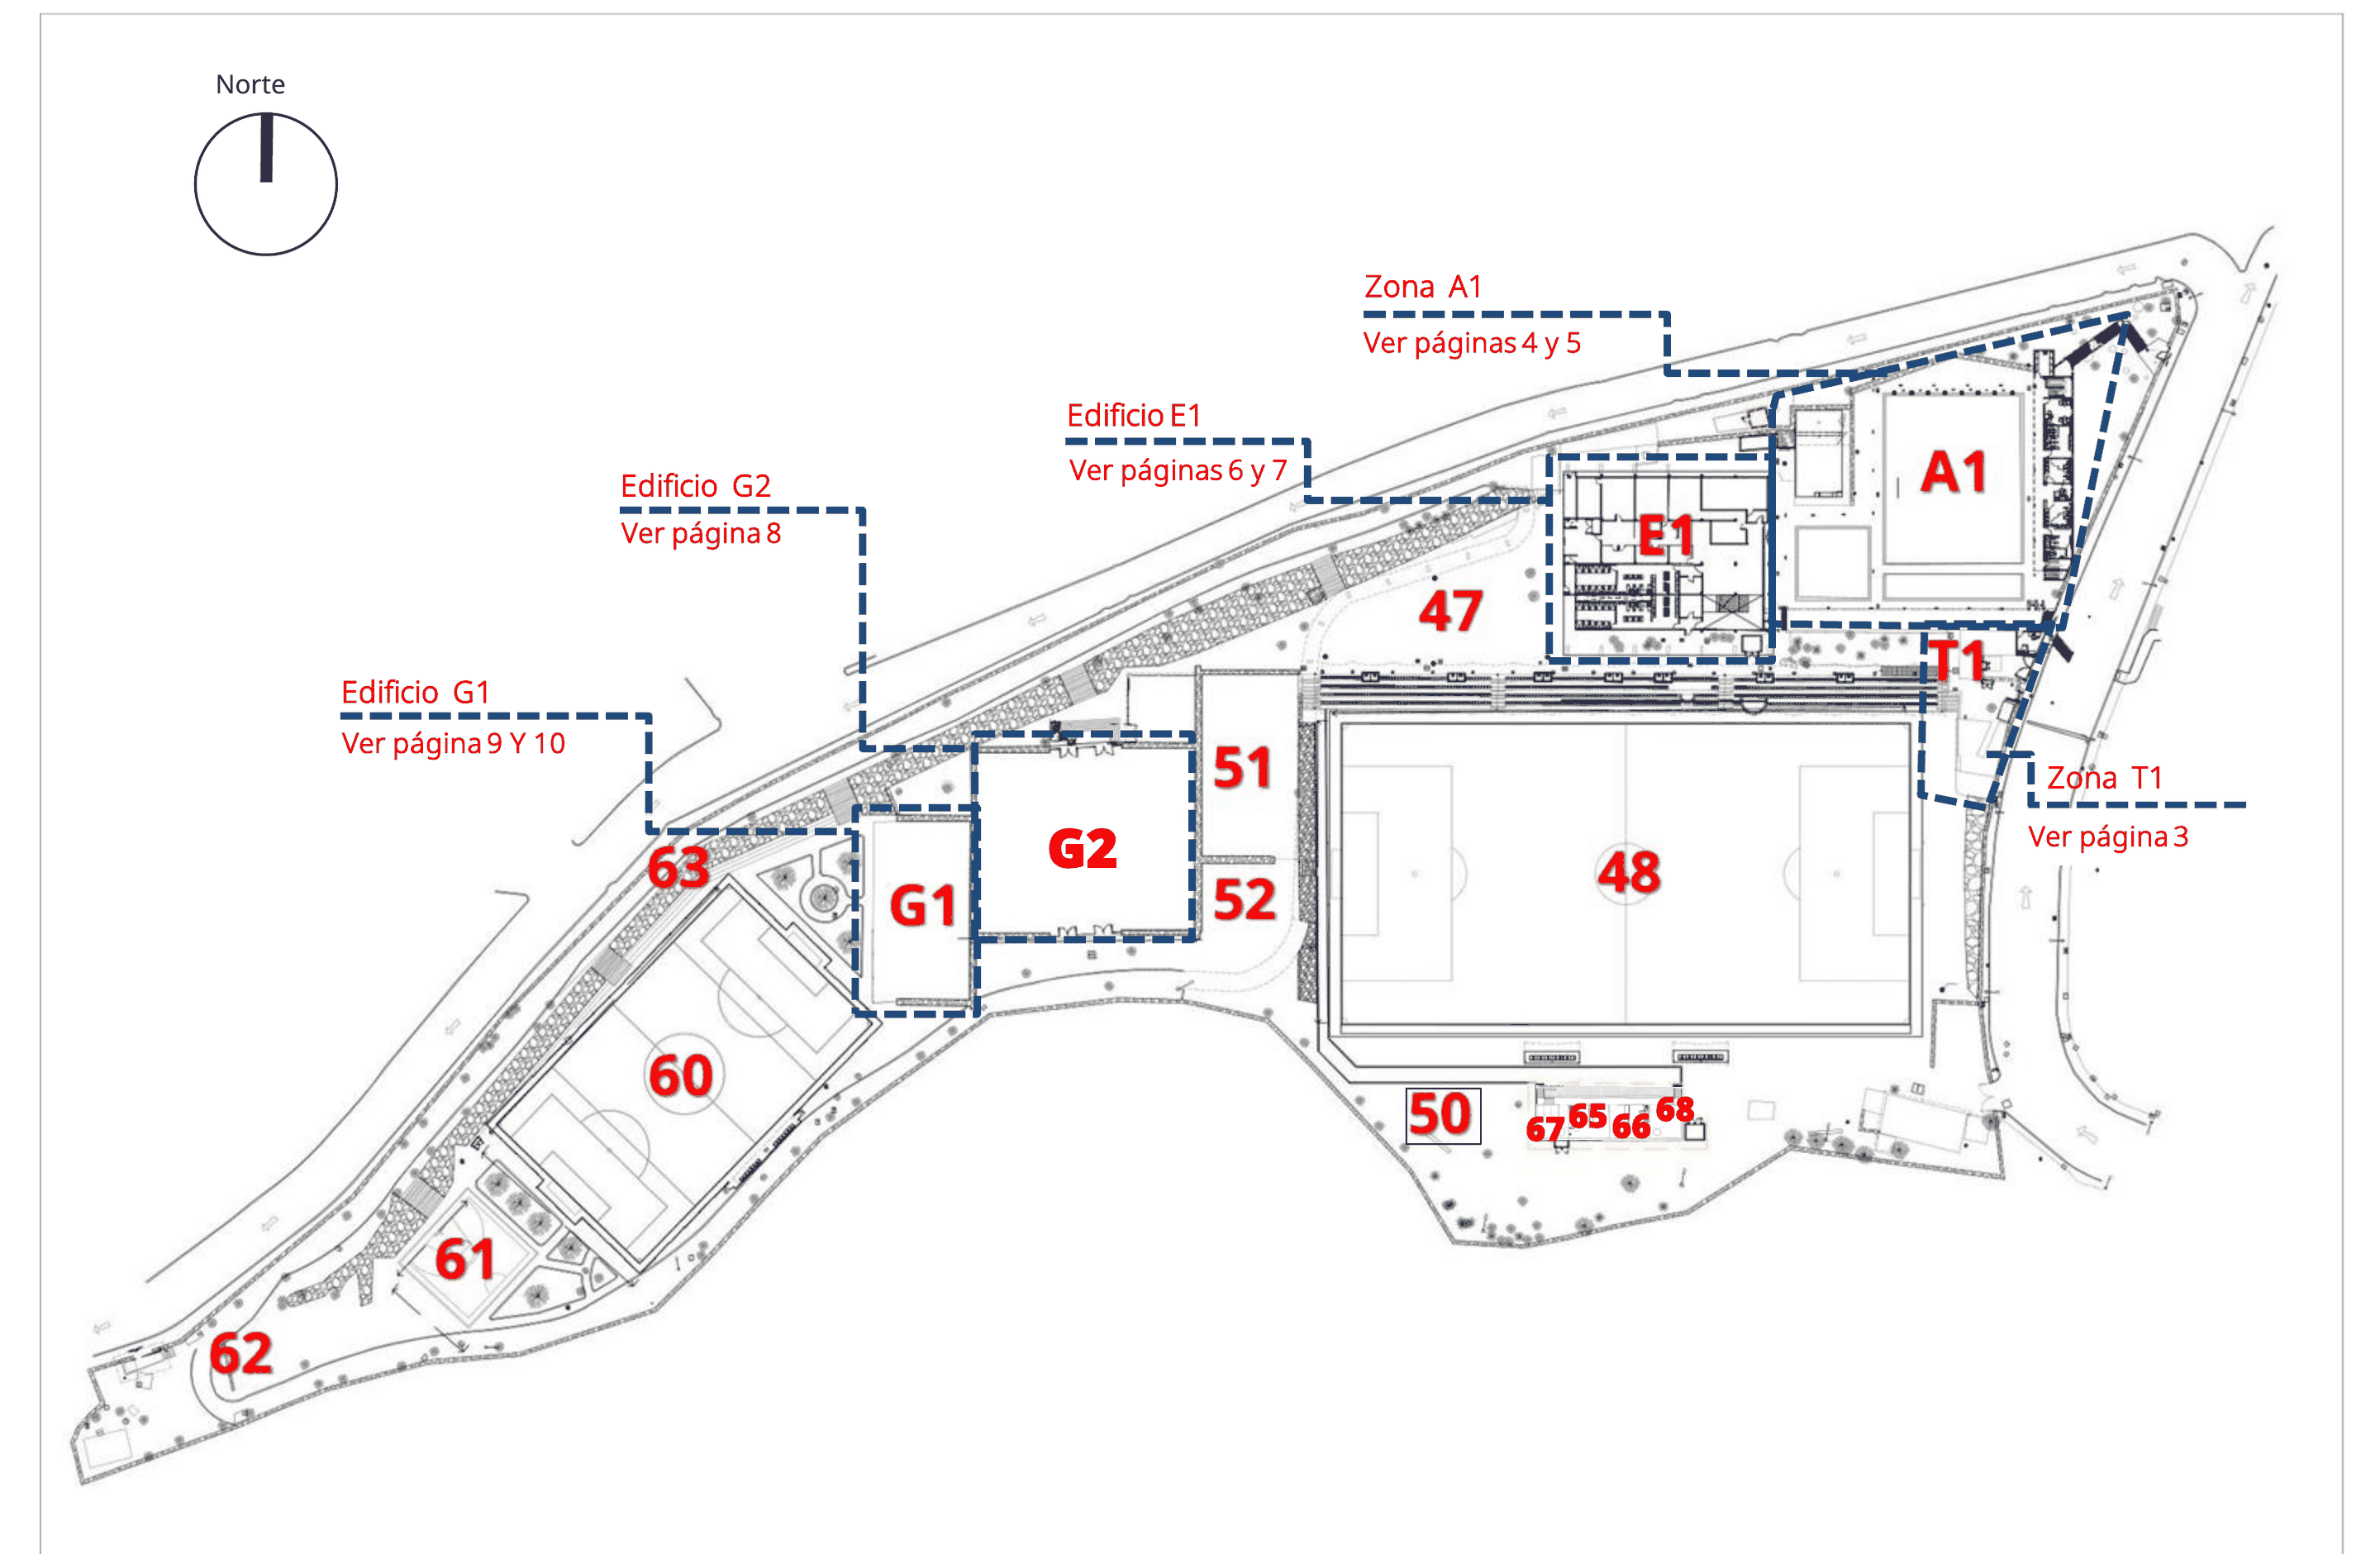 Norte
Zona A1
Ver páginas 4 y 5
Edificio E1
Ver páginas 6 y 7
Edificio G2
Ver página 8
Edificio G1
Ver página 9 Y 10
A1
E1
47
T1
51
Zona T1
Ver página 3
G2
63
48
52
G1
60
50
67
65
66
68
61
62